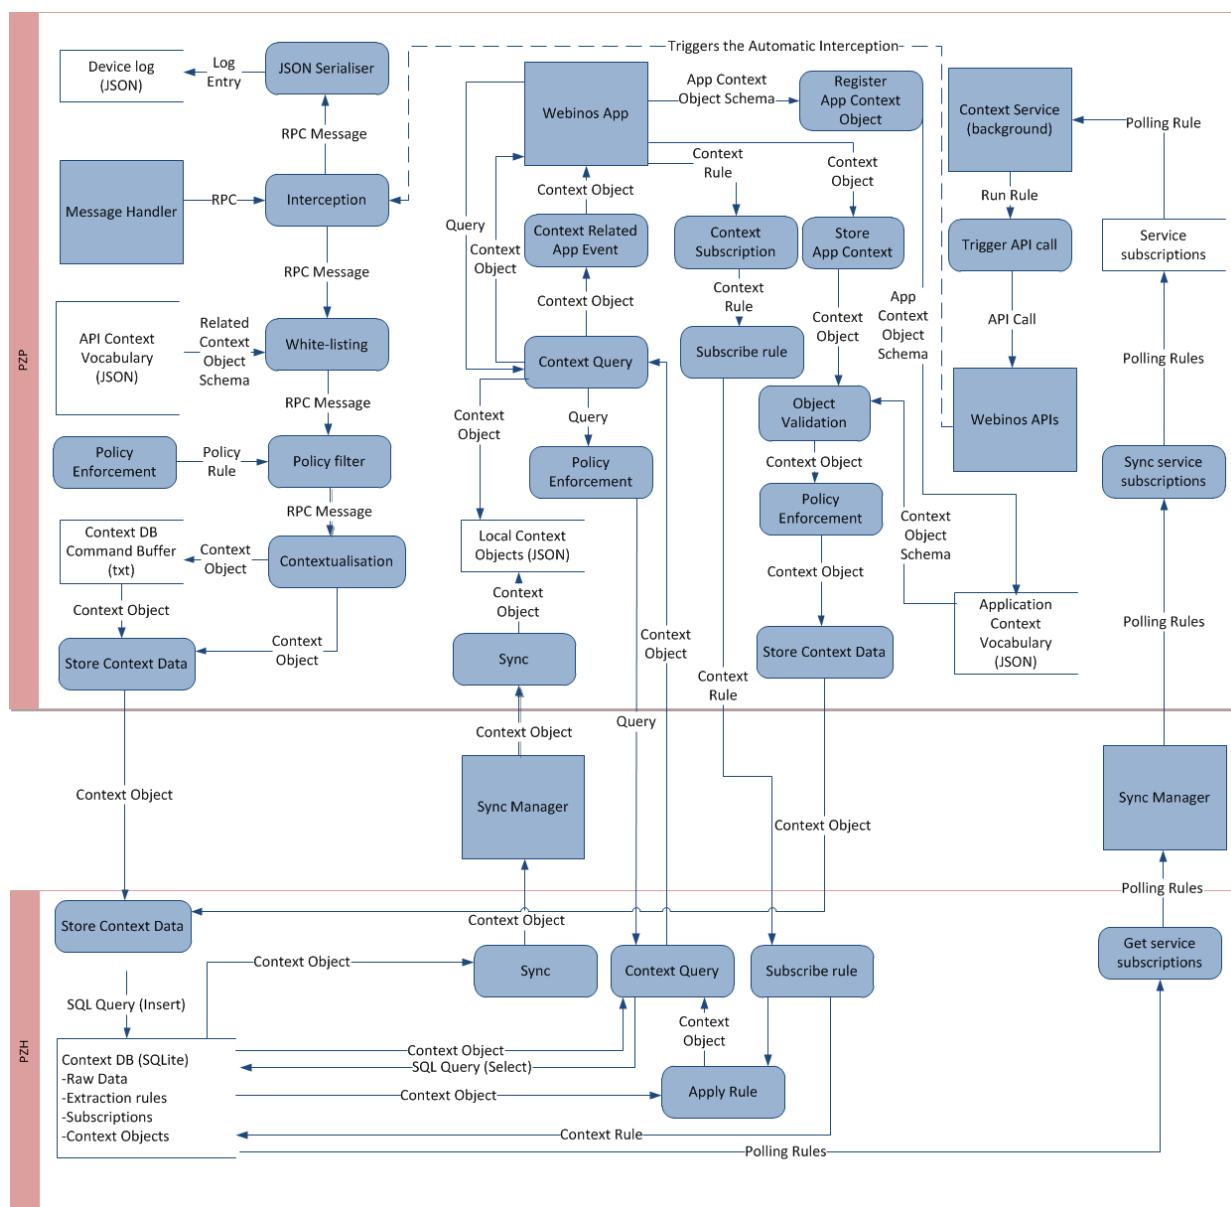 Triggers the Automatic Interception
Device log
(JSON)
Log
Entry
JSON Serialiser
RPC Message
Message Handler
RPC
Interception
RPC Message
API Context
Vocabulary
(JSON)
Related
Context
Object
Schema
White-listing
RPC Message
Policy
Enforcement
Policy
Rule
Policy filter
RPC Message
Context DB
Command Buffer
(txt)
Context
Object
Contextualisation
Context Object
Context
Object
Store Context Data
Webinos App
App Context
Object Schema
Register
App Context
Object
Context
Rule
Context
Object
Context Object
Query
Context
Object
Context Related
App Event
Context
Subscription
Store
App Context
Context Object
Context
Rule
Context
Object
App
Context
Object
Schema
Context Query
Subscribe rule
Context
Object
Query
Object
Validation
Policy
Enforcement
Context Object
Policy
Enforcement
Local Context
Objects (JSON)
Context
Object
Schema
Context Object
Context
Object
Application
Context
Vocabulary
(JSON)
Sync
Context
Object
Store Context Data
Context
Rule
Context Service
(background)
Polling Rule
Run Rule
Trigger API call
Service
subscriptions
API Call
Polling Rules
Webinos APIs
Sync service
subscriptions
Polling Rules
PZP
Context Object
Query
Context Object
Sync Manager
Context Object
Sync Manager
Polling Rules
Store Context Data
Context Object
Context Object
Sync
Context Query
Subscribe rule
Get service
subscriptions
SQL Query (Insert)
Context
Object
Context DB (SQLite)
-Raw Data
-Extraction rules
-Subscriptions
-Context Objects
Context Object
SQL Query (Select)
Context Object
Apply Rule
Context Rule
Polling Rules
PZH